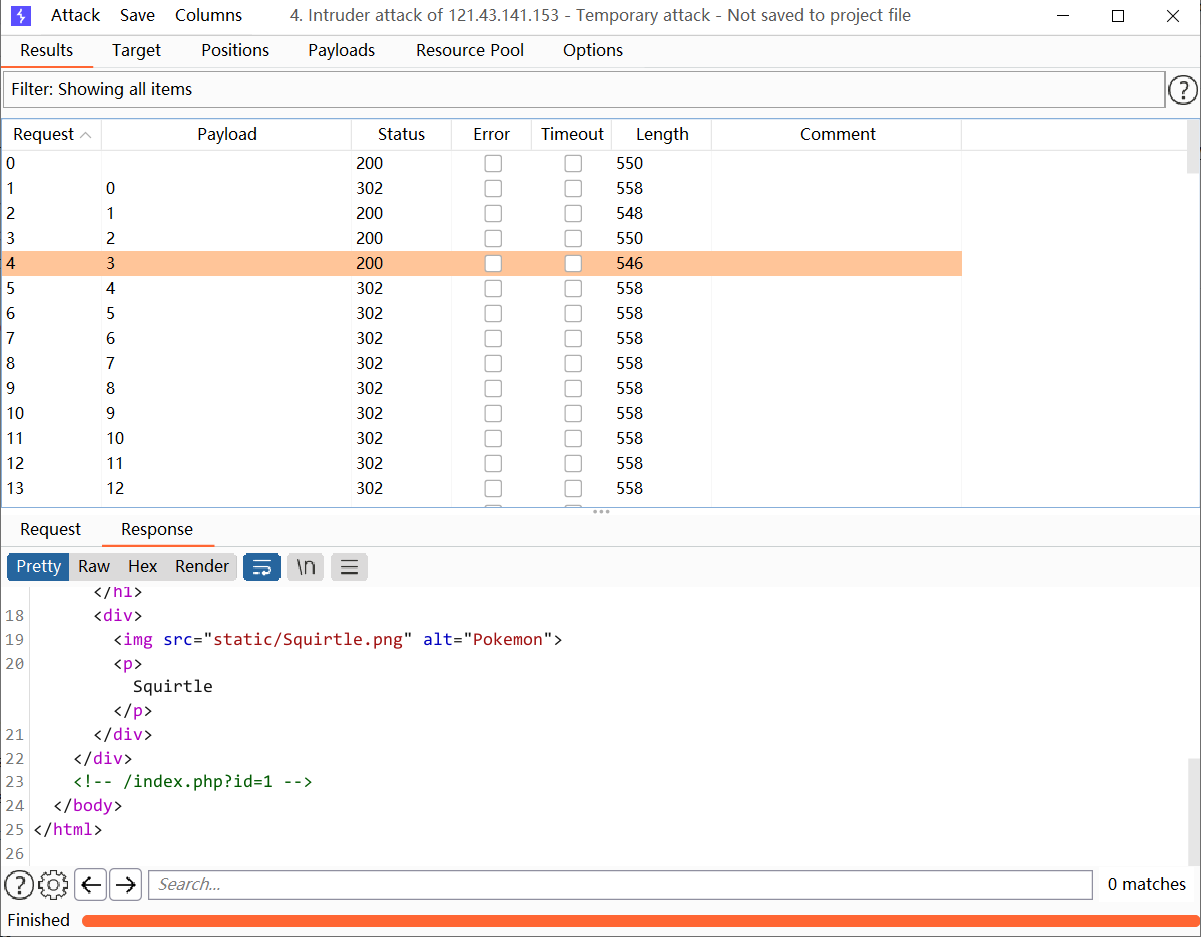 Attack Save Columns 4. Intruder attack of 121.43.141.153 - Temporary attack - Not saved to project file
Results Target Positions Payloads Resource Pool Options
Filter: Showing all items ?
Request Payload Status Error Timeout Length Comment
0 200 550
1 0 302 558
2 1 200 548
3 2 200 550
4 3 200 546
5 4 302 558
6 5 302 558
7 6 302 558
8 7 302 558
9 8 302 558
10 9 302 558
11 10 302 558
12 11 302 558
13 12 302 558
Request Response
Pretty Raw Hex Render \n
</h1>
18 <div>
19 <img src="static/Squirtle.png" alt="Pokemon">
20 <p>
Squirtle
</p>
21 </div>
22 </div>
23 <!-- /index.php?id=1 -->
24 </body>
25 </html>
26
? Search... 0 matches
Finished